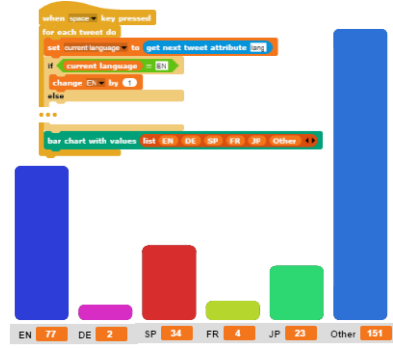 when space key pressed
for each tweet do
set current language to get next tweet attribute lang
if current language = EN
change EN by 1
else
bar chart with values list EN DE SP FR JP Other
EN 77 DE 2 SP 34 FR 4 JP 23 Other 151